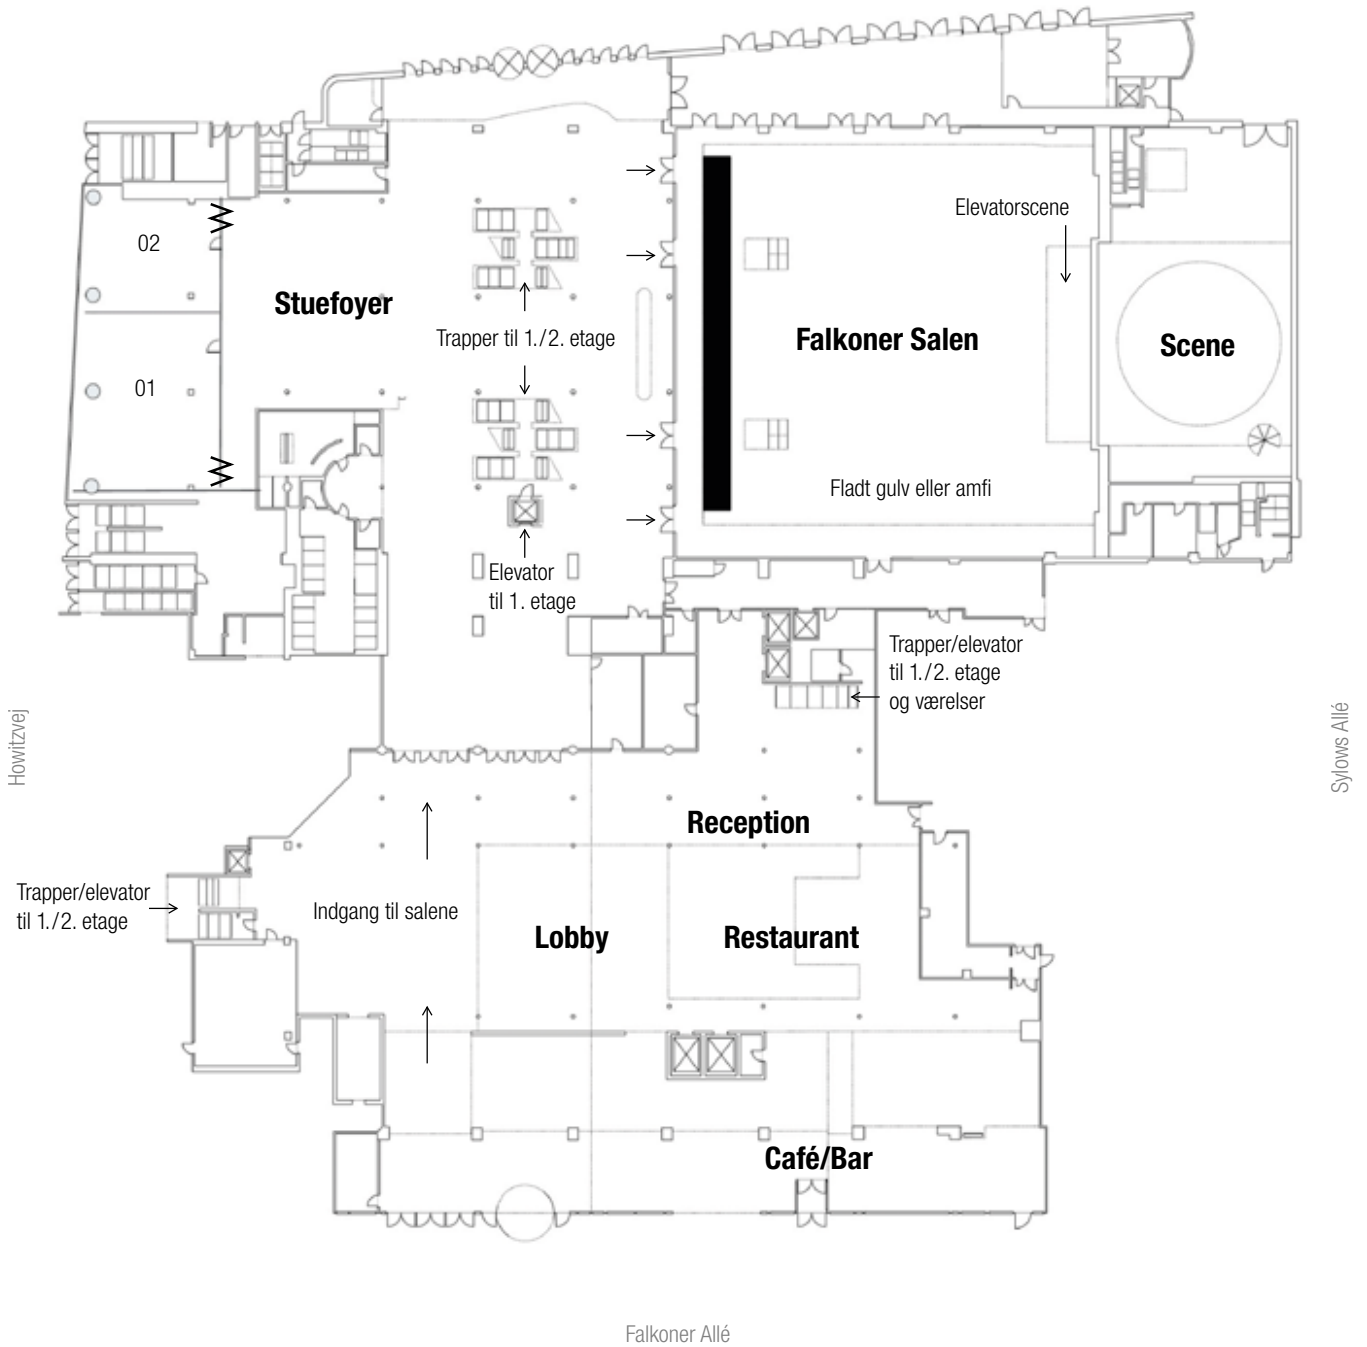 Elevatorscene
02
Stuefoyer
Trapper til 1./2. etage
Falkoner Salen
Scene
01
Fladt gulv eller amfi
Elevator
til 1. etage
Trapper/elevator
til 1./2. etage
og værelser
Howitzvej
Sylows Allé
Reception
Trapper/elevator
til 1./2. etage
Indgang til salene
Lobby
Restaurant
Café/Bar
Falkoner Allé